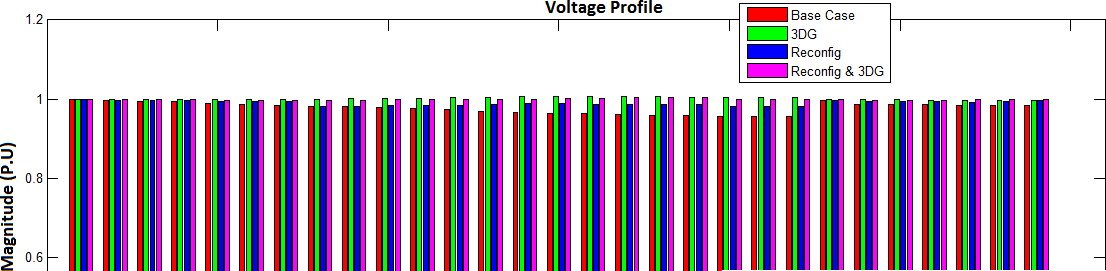 Voltage Profile
Base Case
3DG
Reconfig
Reconfig & 3DG
1.2
1
0.8
0.6
Magnitude (P.U)